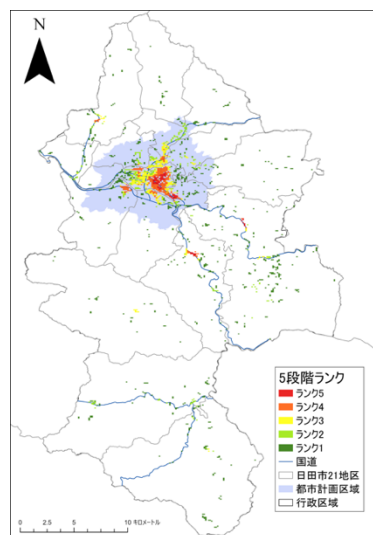 N
5段階ランク
ランク5
ランク4
ランク3
ランク2
ランク1
国道
日田市21地区
都市計画区域
行政区域
0 2.5 5 10 キロメートル